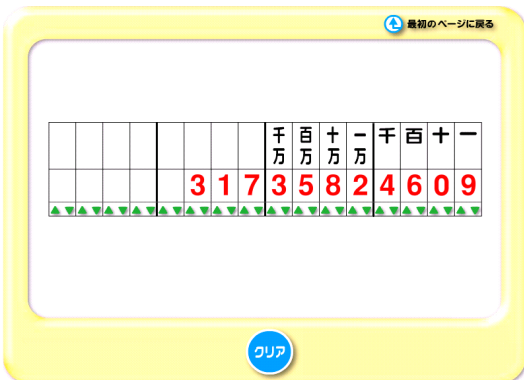 最初のページに戻る
千万 百万 十万 一万 千 百 十 一
3 1 7 3 5 8 2 4 6 0 9
クリア